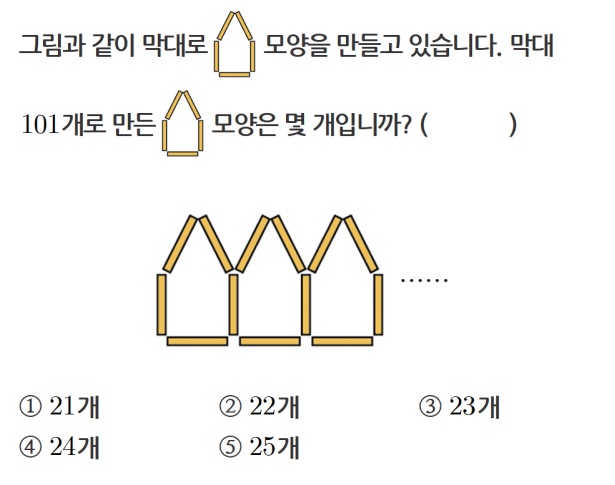 그림과 같이 막대로 모양을 만들고 있습니다. 막대
101개로 만든 모양은 몇 개입니까? ( )
······
① 21개 ② 22개 ③ 23개
④ 24개 ⑤ 25개